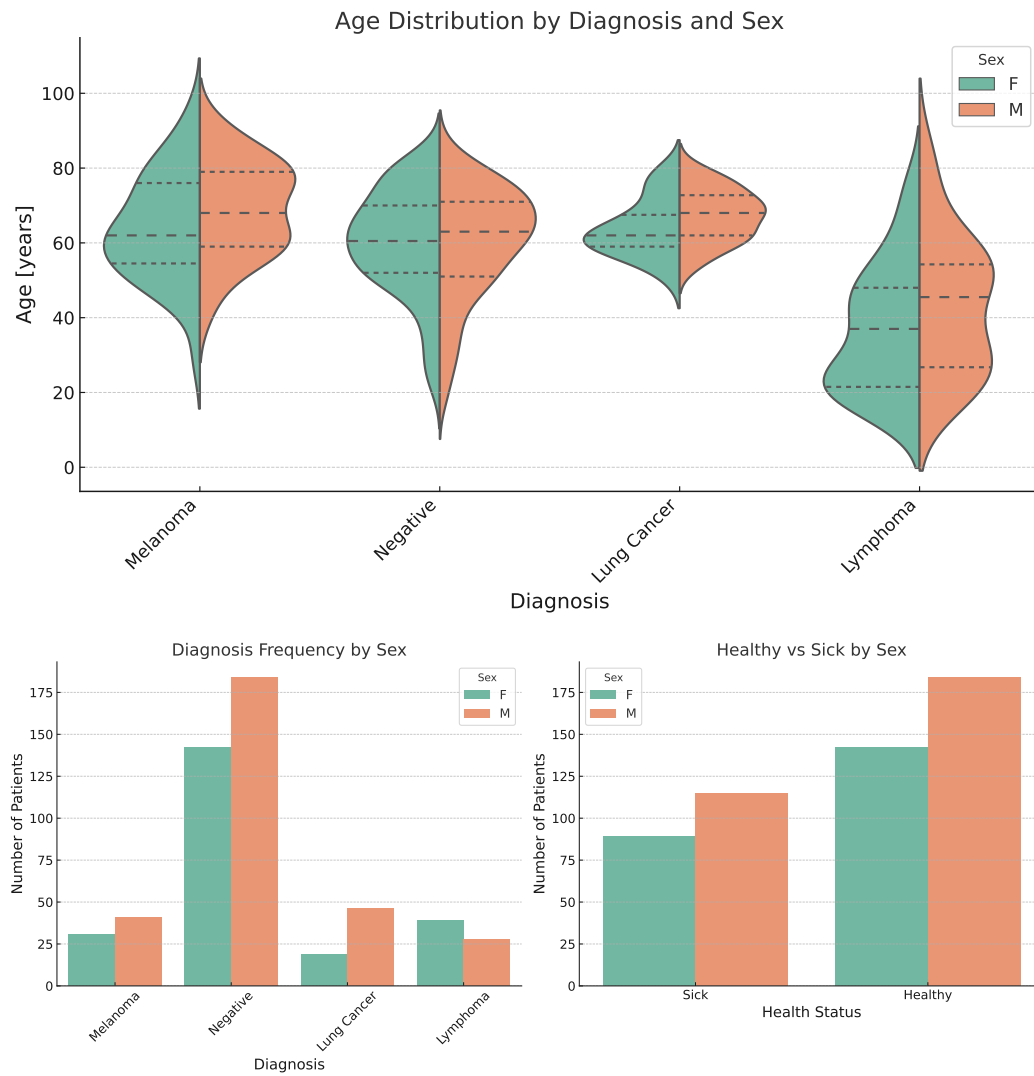 Age Distribution by Diagnosis and Sex
Age [years]
100
80
60
40
20
0
Sex
F
M
Melanoma
Negative
Lung Cancer
Lymphoma
Diagnosis
Diagnosis Frequency by Sex
Number of Patients
175
150
125
100
75
50
25
0
Sex
F
M
Melanoma
Negative
Lung Cancer
Lymphoma
Diagnosis
Healthy vs Sick by Sex
Number of Patients
175
150
125
100
75
50
25
0
Sex
F
M
Sick
Healthy
Health Status